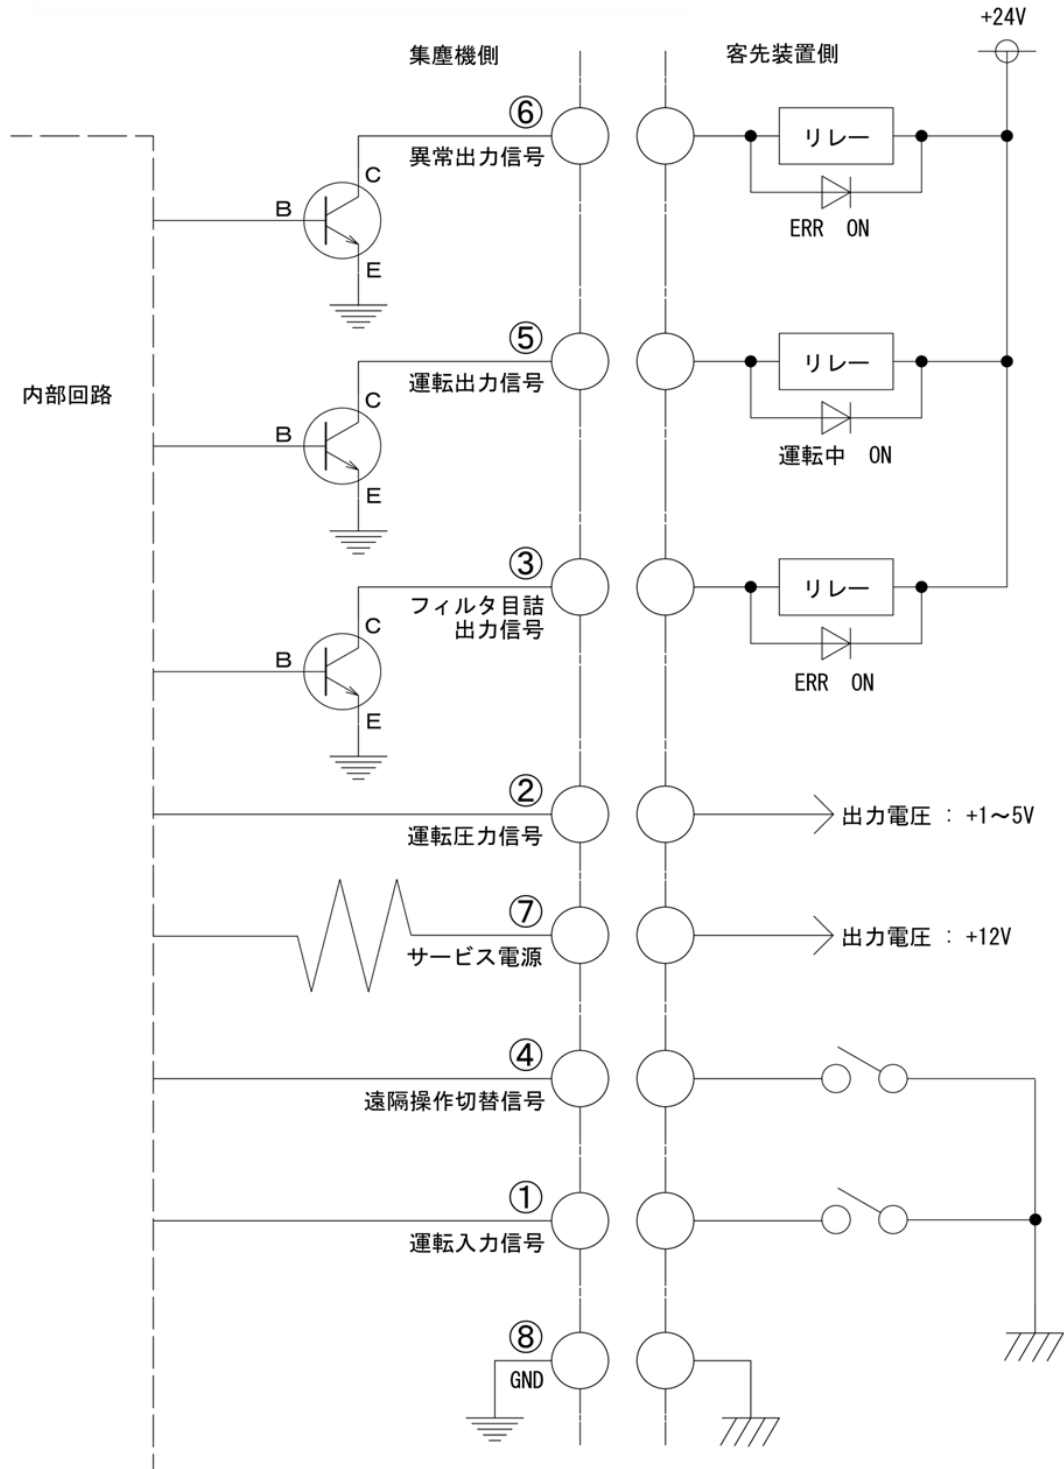 +24V
集塵機側
客先装置側
⑥
異常出力信号
リレー
C
B
E
ERR ON
⑤
運転出力信号
リレー
内部回路
C
B
E
運転中 ON
③
フィルタ目詰
出力信号
リレー
C
B
E
ERR ON
②
運転圧力信号
出力電圧 : +1～5V
⑦
サービス電源
出力電圧 : +12V
④
遠隔操作切替信号
①
運転入力信号
⑧
GND